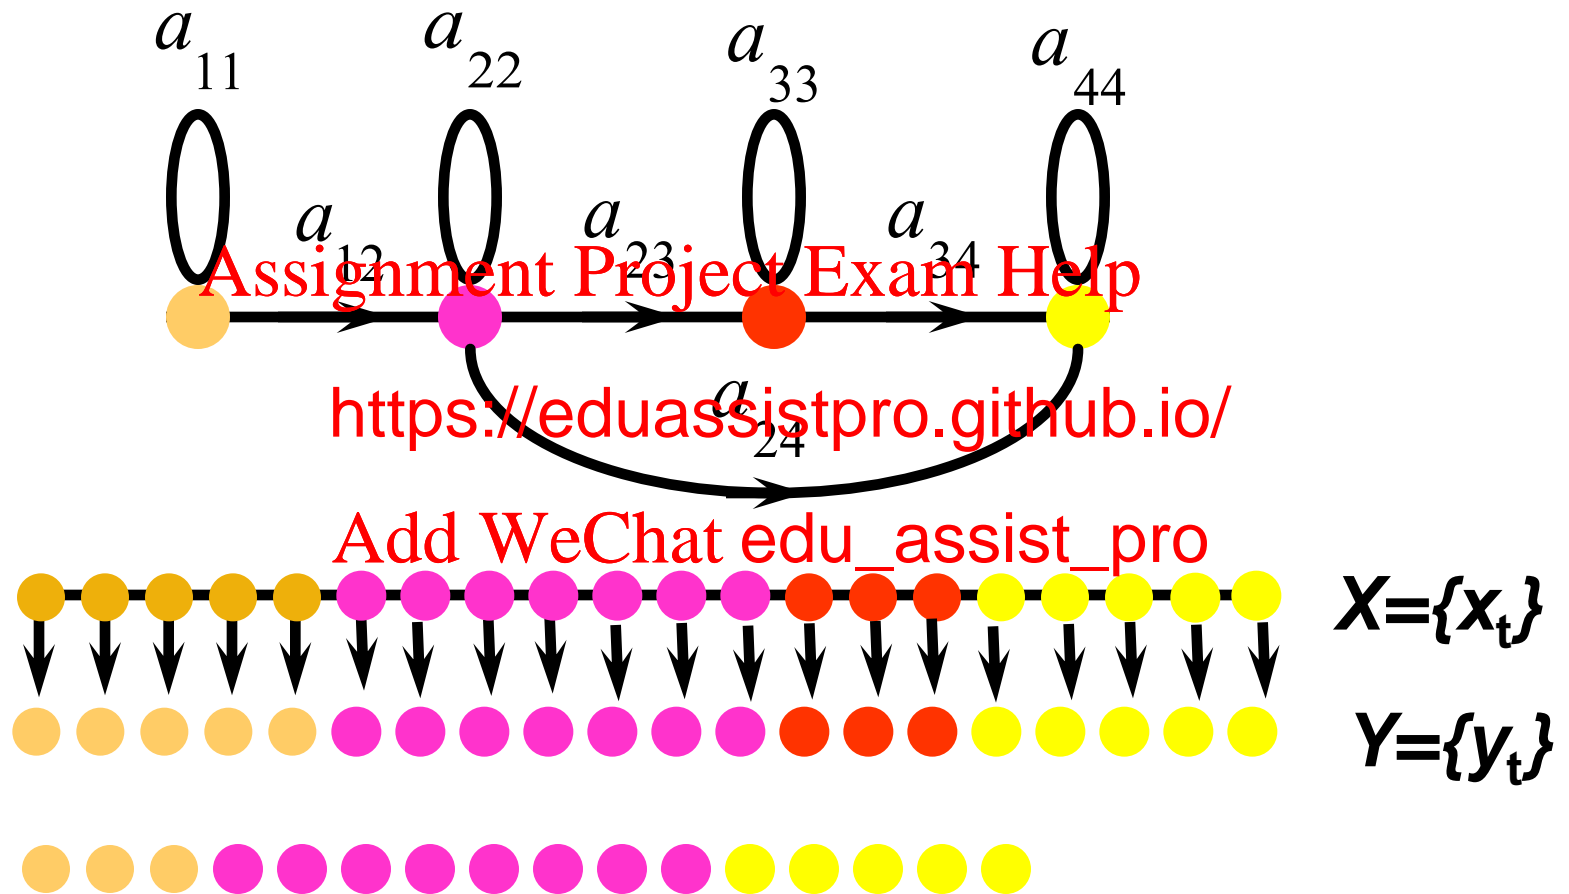 a11 a22 a33 a44
a12 a23 a34
Assignment Project Exam Help
a24
https://eduassistpro.github.io/
Add WeChat edu_assist_pro
X={xt}
Y={yt}